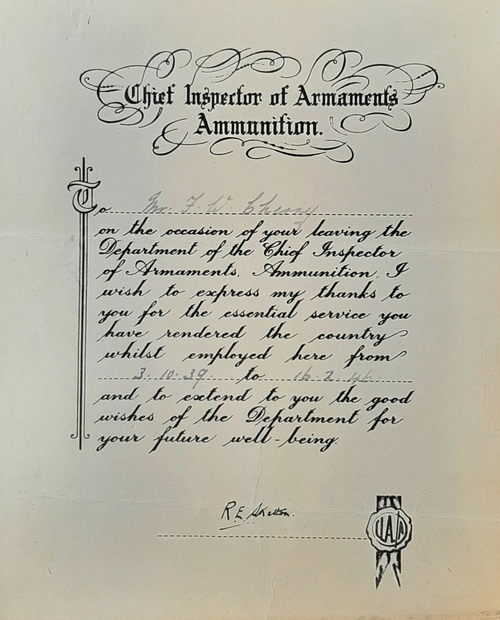 Chief Inspector of Armaments
Ammunition.
To Mr. F. W. Cheesy
on the occasion of your leaving the
Department of the Chief Inspector
of Armaments, Ammunition, I
wish to express my thanks to
you for the essential service you
have rendered the country
whilst employed here from
3. 10. 39. to 16. 2. 46
and to extend to you the good
wishes of the Department for
your future well-being.
R.E. Skelton.
I.A.A